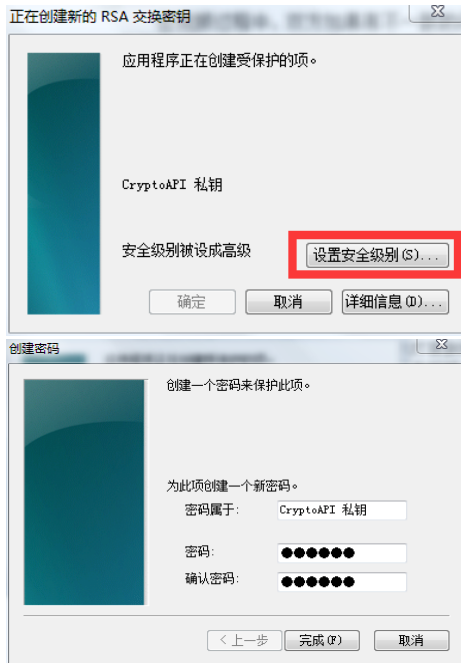 正在创建新的 RSA 交换密钥
应用程序正在创建受保护的项。
CryptoAPI 私钥
安全级别被设成高级
设置安全级别(S)...
确定
取消
详细信息(D)...
创建密码
创建一个密码来保护此项。
为此项创建一个新密码。
密码属于:
CryptoAPI 私钥
密码:
●●●●●●
确认密码:
●●●●●●
<上一步
完成(F)
取消